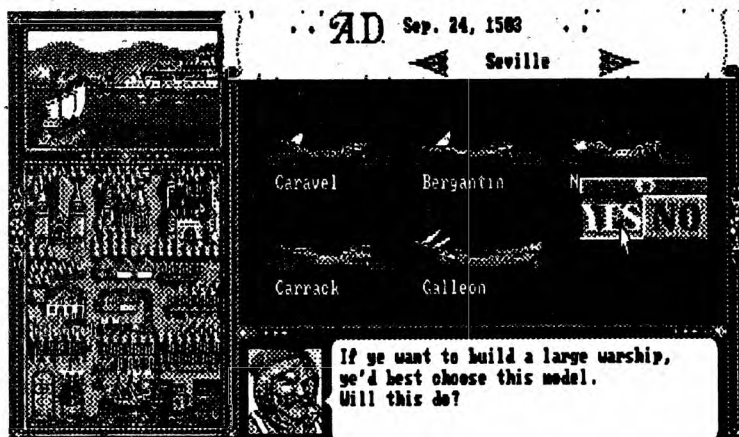 A.D. Sep. 24, 1503
Seville
Caravel Bergantin N
YES NO
Carrack Galleon
If ye want to build a large warship,
ye'd best choose this model.
Will this do?